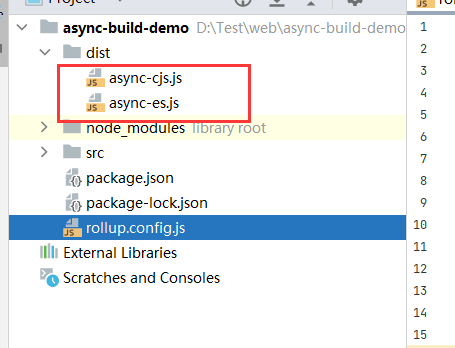 Project
async-build-demo D:\Test\web\async-build-demo
dist
async-cjs.js
async-es.js
node_modules library root
src
package.json
package-lock.json
rollup.config.js
External Libraries
Scratches and Consoles
1
2
3
4
5
6
7
8
9
10
11
12
13
14
15